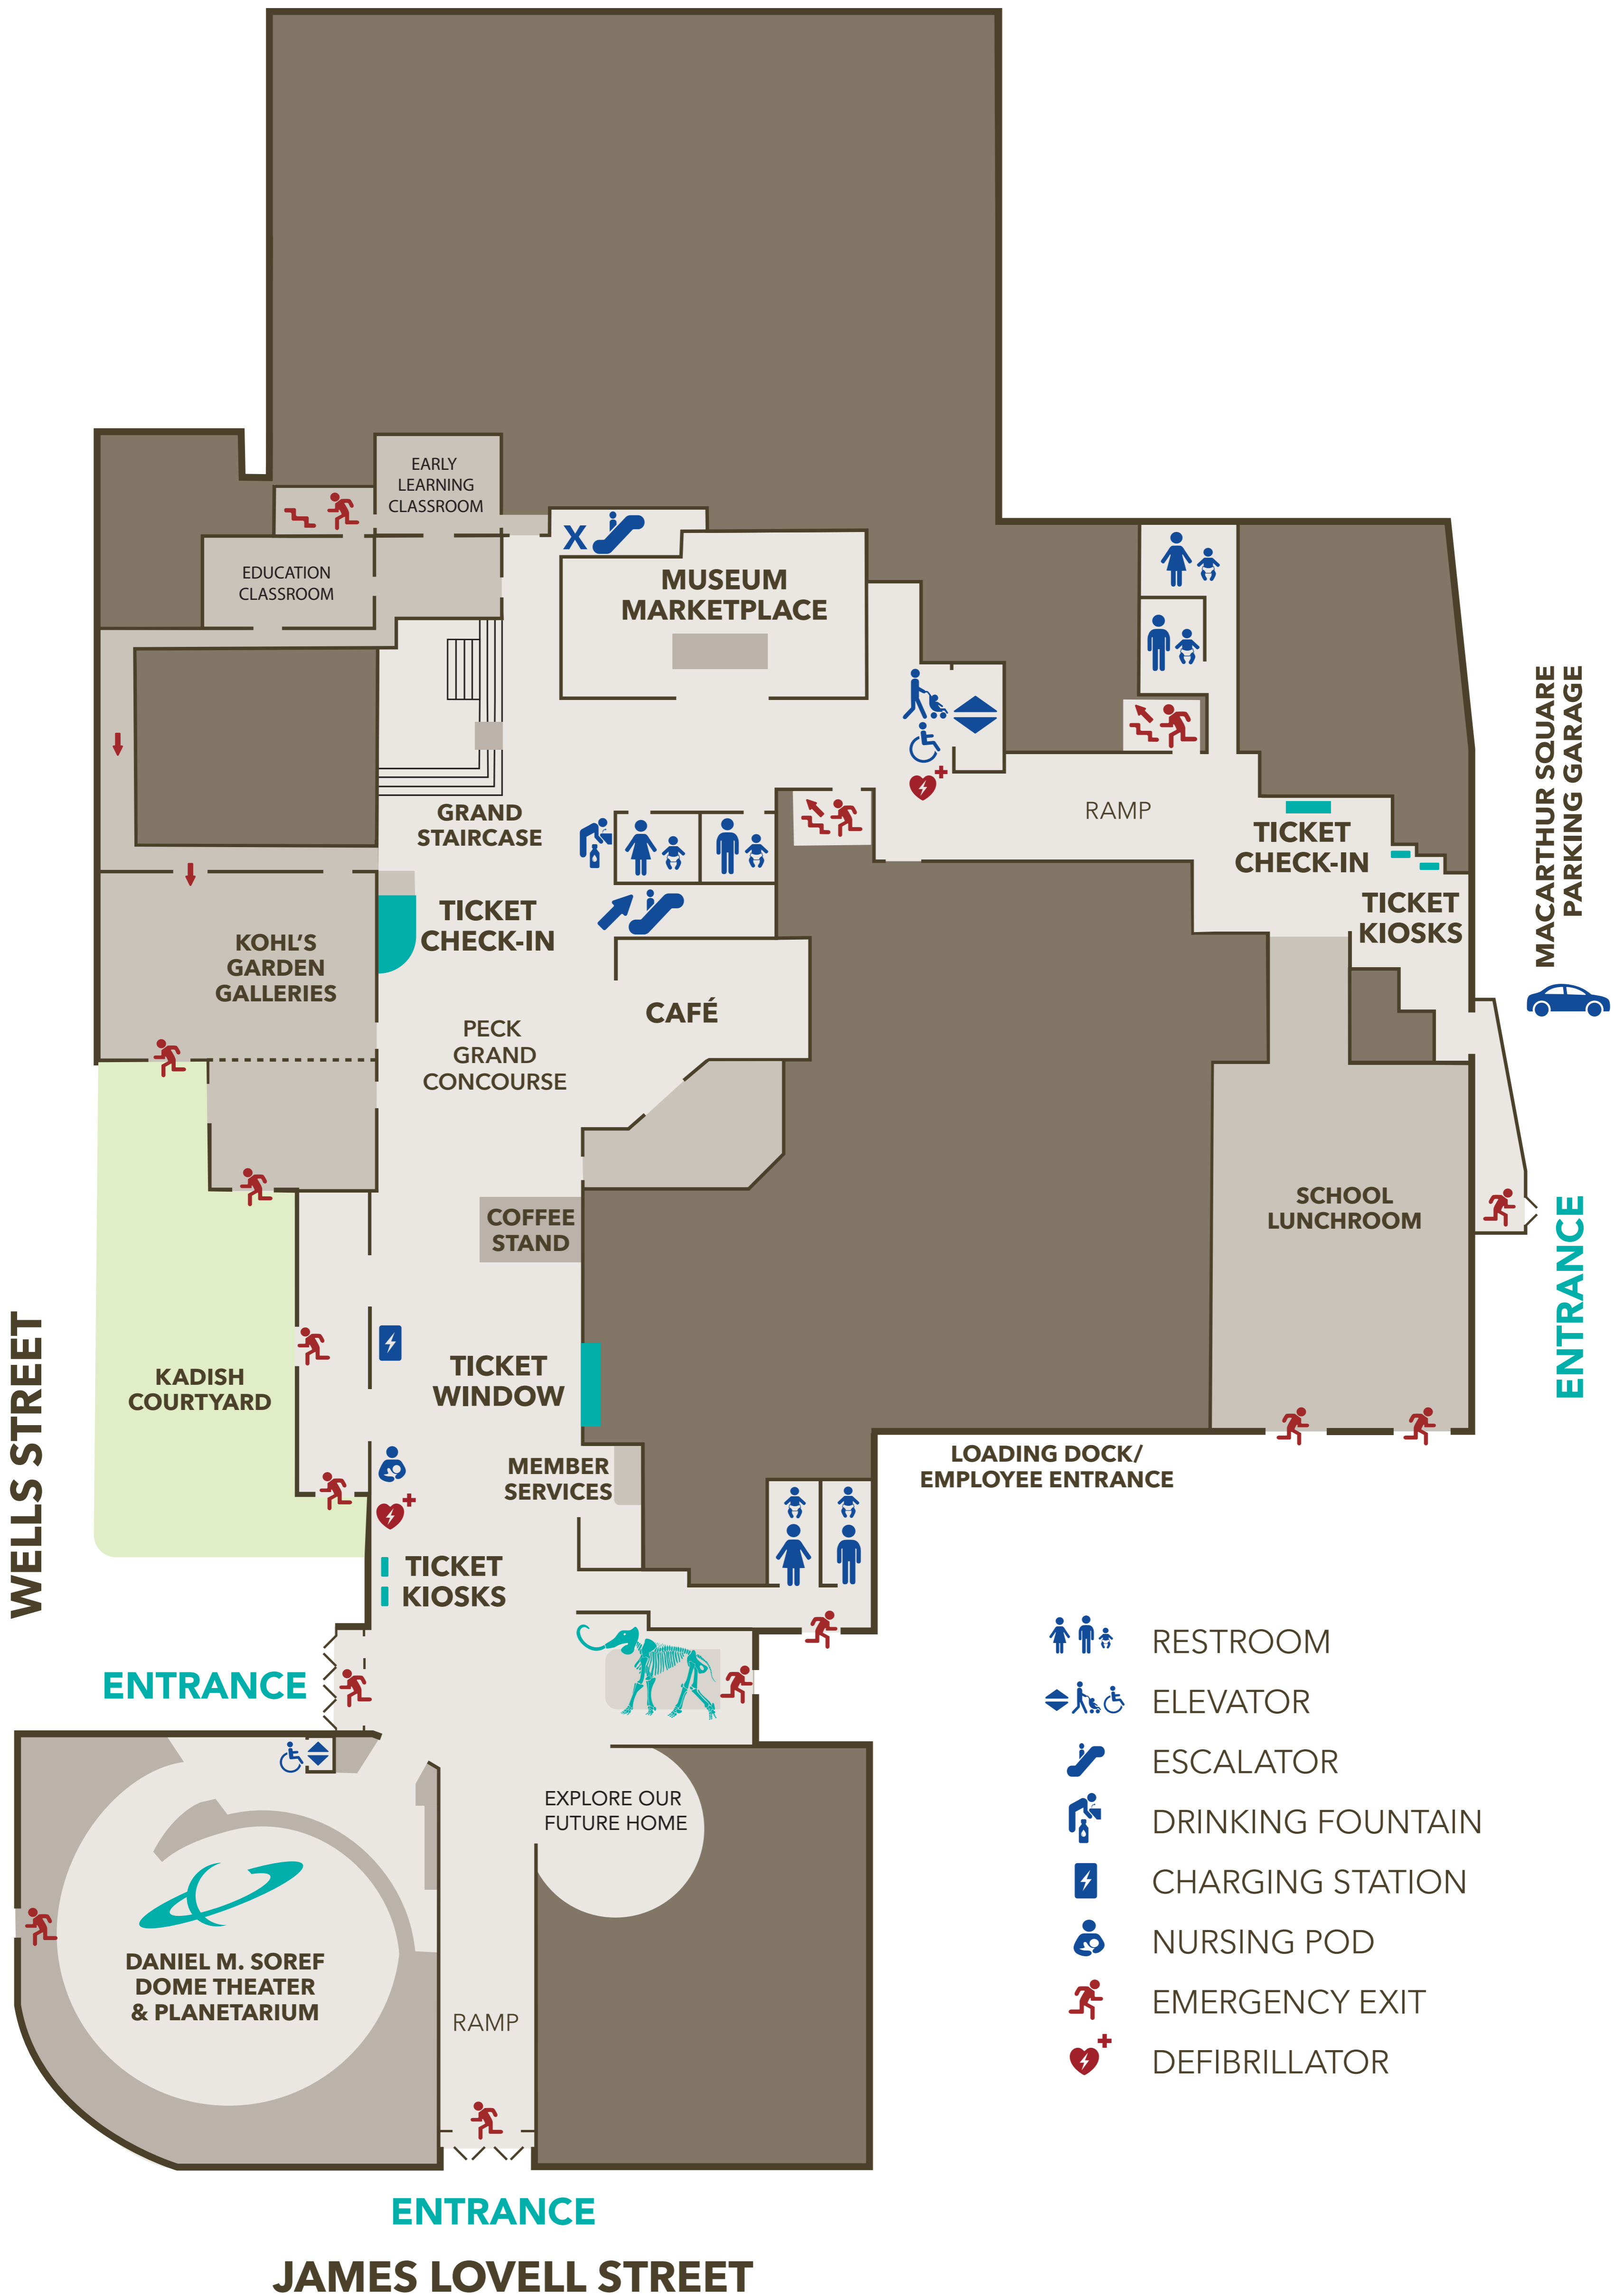 EARLY
LEARNING
CLASSROOM
EDUCATION
CLASSROOM
X
MUSEUM
MARKETPLACE
MACARTHUR SQUARE
PARKING GARAGE
GRAND
STAIRCASE
RAMP
TICKET
CHECK-IN
TICKET
KIOSKS
TICKET
CHECK-IN
KOHL'S
GARDEN
GALLERIES
CAFÉ
PECK
GRAND
CONCOURSE
COFFEE
STAND
SCHOOL
LUNCHROOM
ENTRANCE
WELLS STREET
KADISH
COURTYARD
TICKET
WINDOW
MEMBER
SERVICES
LOADING DOCK/
EMPLOYEE ENTRANCE
TICKET
KIOSKS
ENTRANCE
EXPLORE OUR
FUTURE HOME
DANIEL M. SOREF
DOME THEATER
& PLANETARIUM
RAMP
ENTRANCE
JAMES LOVELL STREET
RESTROOM
ELEVATOR
ESCALATOR
DRINKING FOUNTAIN
CHARGING STATION
NURSING POD
EMERGENCY EXIT
DEFIBRILLATOR